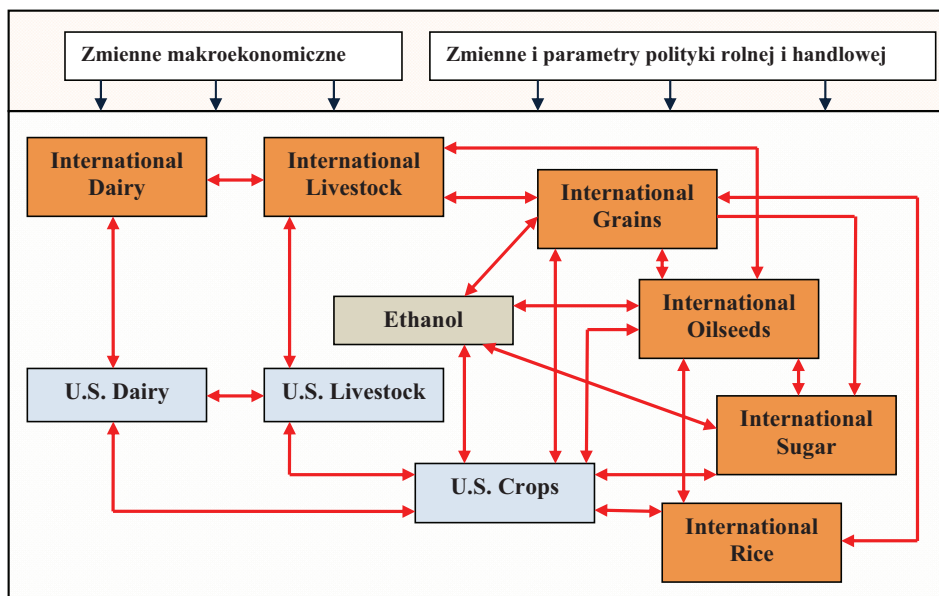 Zmienne makroekonomiczne
Zmienne i parametry polityki rolnej i handlowej
International
Dairy
International
Livestock
International
Grains
Ethanol
International
Oilseeds
U.S. Dairy
U.S. Livestock
International
Sugar
U.S. Crops
International
Rice